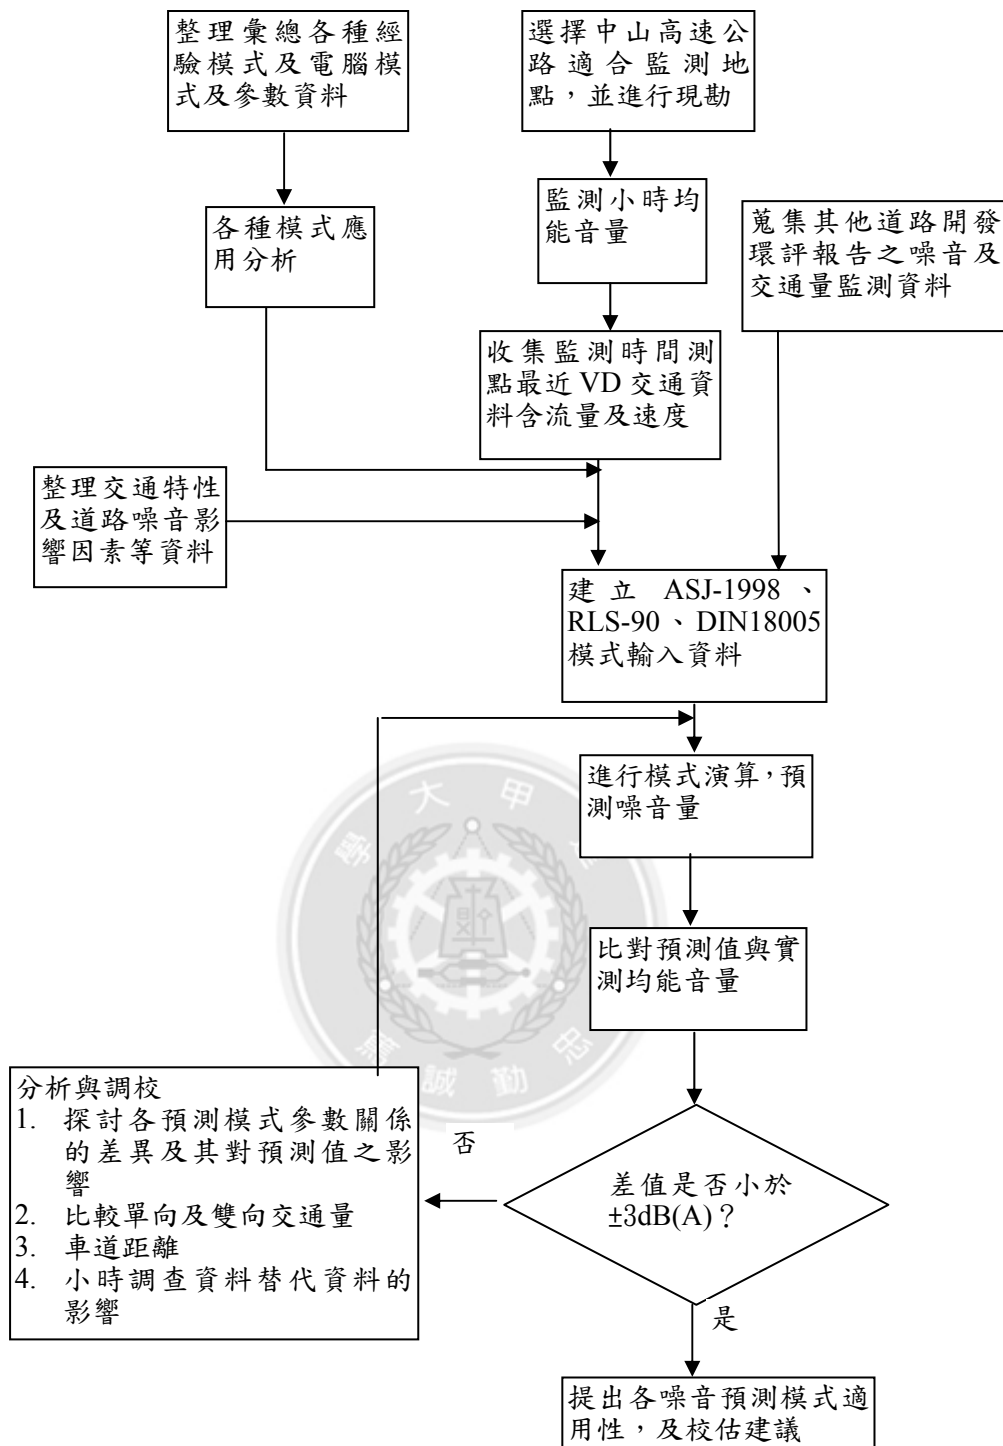 整理彙總各種經
驗模式及電腦模
式及參數資料
選擇中山高速公
路適合監測地
點，並進行現勘
各種模式應
用分析
監測小時均
能音量
蒐集其他道路開發
環評報告之噪音及
交通量監測資料
收集監測時間測
點最近 VD 交通資
料含流量及速度
整理交通特性
及道路噪音影
響因素等資料
建立 ASJ-1998、
RLS-90、DIN18005
模式輸入資料
進行模式演算，預
測噪音量
比對預測值與實
測均能音量
分析與調校
1. 探討各預測模式參數關係
的差異及其對預測值之影
響
2. 比較單向及雙向交通量
3. 車道距離
4. 小時調查資料替代資料的
影響
否
差值是否小於
±3dB(A)？
是
提出各噪音預測模式適
用性，及校估建議
學大甲
誠勤忠